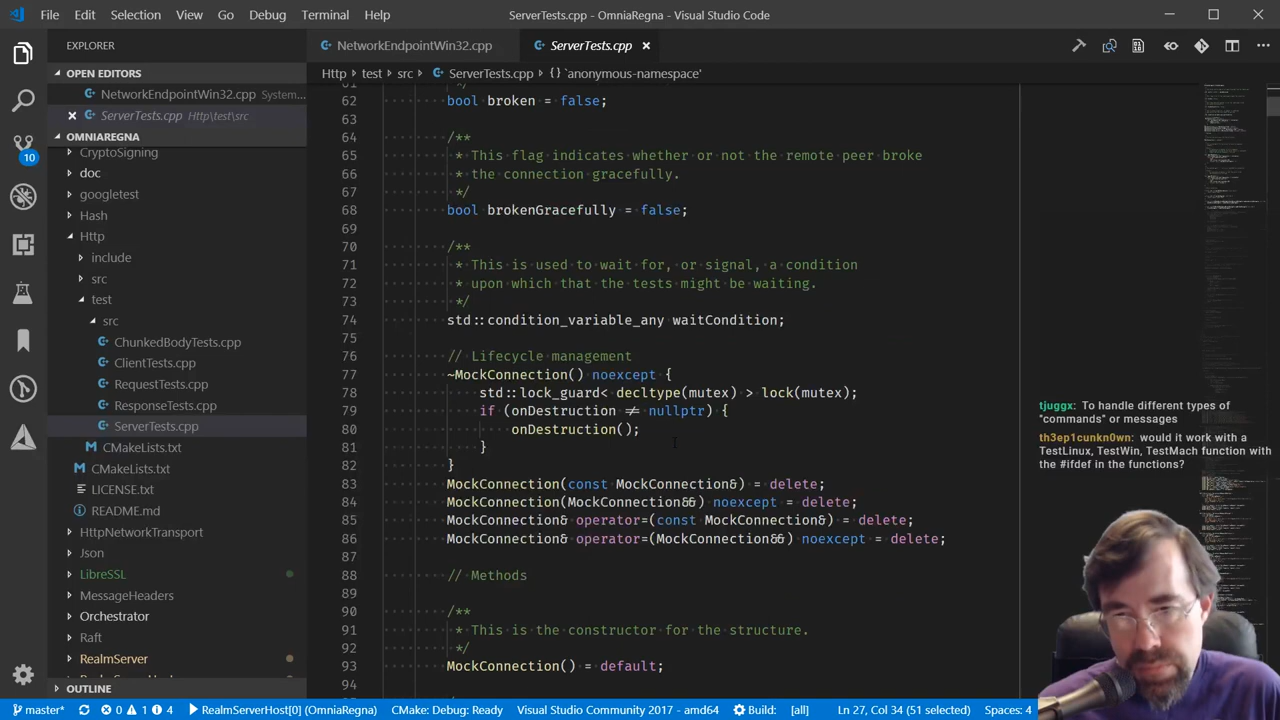 File Edit Selection View Go Debug Terminal Help ServerTests.cpp - OmniaRegna - Visual Studio Code
EXPLORER
NetworkEndpointWin32.cpp ServerTests.cpp
OPEN EDITORS
NetworkEndpointWin32.cpp System...
ServerTests.cpp Http\test\src
Http test src ServerTests.cpp {} `anonymous-namespace'
OMNIAREGNA
CryptoSigning
doc
googletest
Hash
Http
include
src
test
src
ChunkedBodyTests.cpp
ClientTests.cpp
RequestTests.cpp
ResponseTests.cpp
ServerTests.cpp
CMakeLists.txt
CMakeLists.txt
LICENSE.txt
README.md
HttpNetworkTransport
Json
LibreSSL
MessageHeaders
Orchestrator
Raft
RealmServer
OUTLINE
10
61 */
62 bool broken = false;
63
64 /**
65 * This flag indicates whether or not the remote peer broke
66 * the connection gracefully.
67 */
68 bool brokenGracefully = false;
69
70 /**
71 * This is used to wait for, or signal, a condition
72 * upon which that the tests might be waiting.
73 */
74 std::condition_variable_any waitCondition;
75
76 // Lifecycle management
77 ~MockConnection() noexcept {
78 std::lock_guard< decltype(mutex) > lock(mutex);
79 if (onDestruction ≠ nullptr) {
80 onDestruction();
81 }
82 }
83 MockConnection(const MockConnection&) = delete;
84 MockConnection(MockConnection&&) noexcept = delete;
85 MockConnection& operator=(const MockConnection&) = delete;
86 MockConnection& operator=(MockConnection&&) noexcept = delete;
87
88 // Methods
89
90 /**
91 * This is the constructor for the structure.
92 */
93 MockConnection() = default;
94
tjuggx: To handle different types of
"commands" or messages
th3ep1cunkn0wn: would it work with a
TestLinux, TestWin, TestMach function with
the #ifdef in the functions?
master* 0 1 4 RealmServerHost[0] (OmniaRegna) CMake: Debug: Ready Visual Studio Community 2017 - amd64 Build: [all] Ln 27, Col 34 (51 selected) Spaces: 4